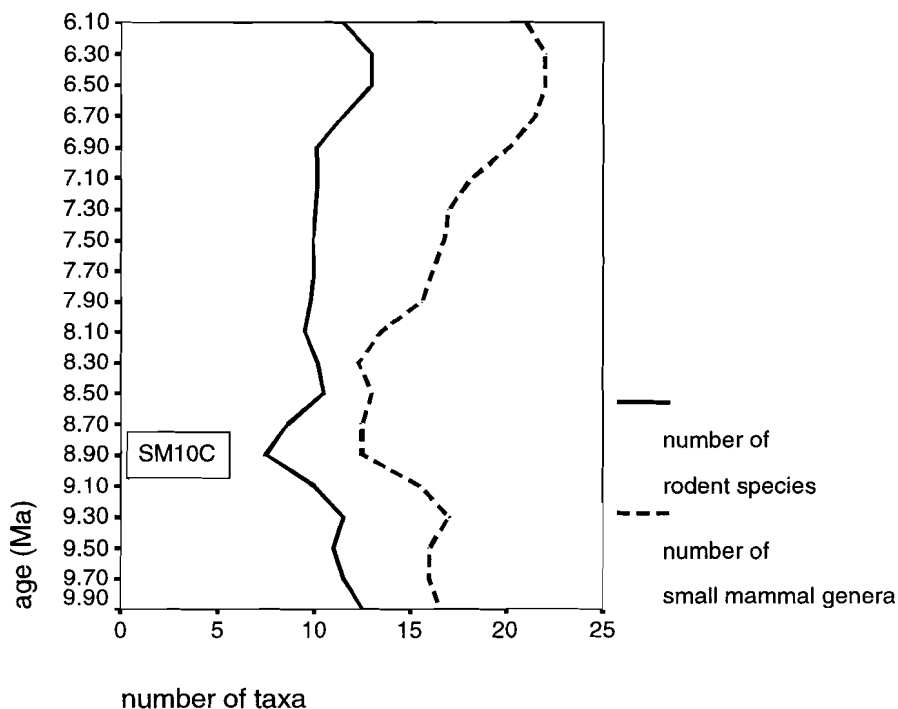 6.10
6.30
6.50
6.70
6.90
7.10
7.30
7.50
7.70
7.90
8.10
8.30
8.50
8.70
8.90
9.10
9.30
9.50
9.70
9.90
age (Ma)
SM10C
0 5 10 15 20 25
number of taxa
number of
rodent species
number of
small mammal genera